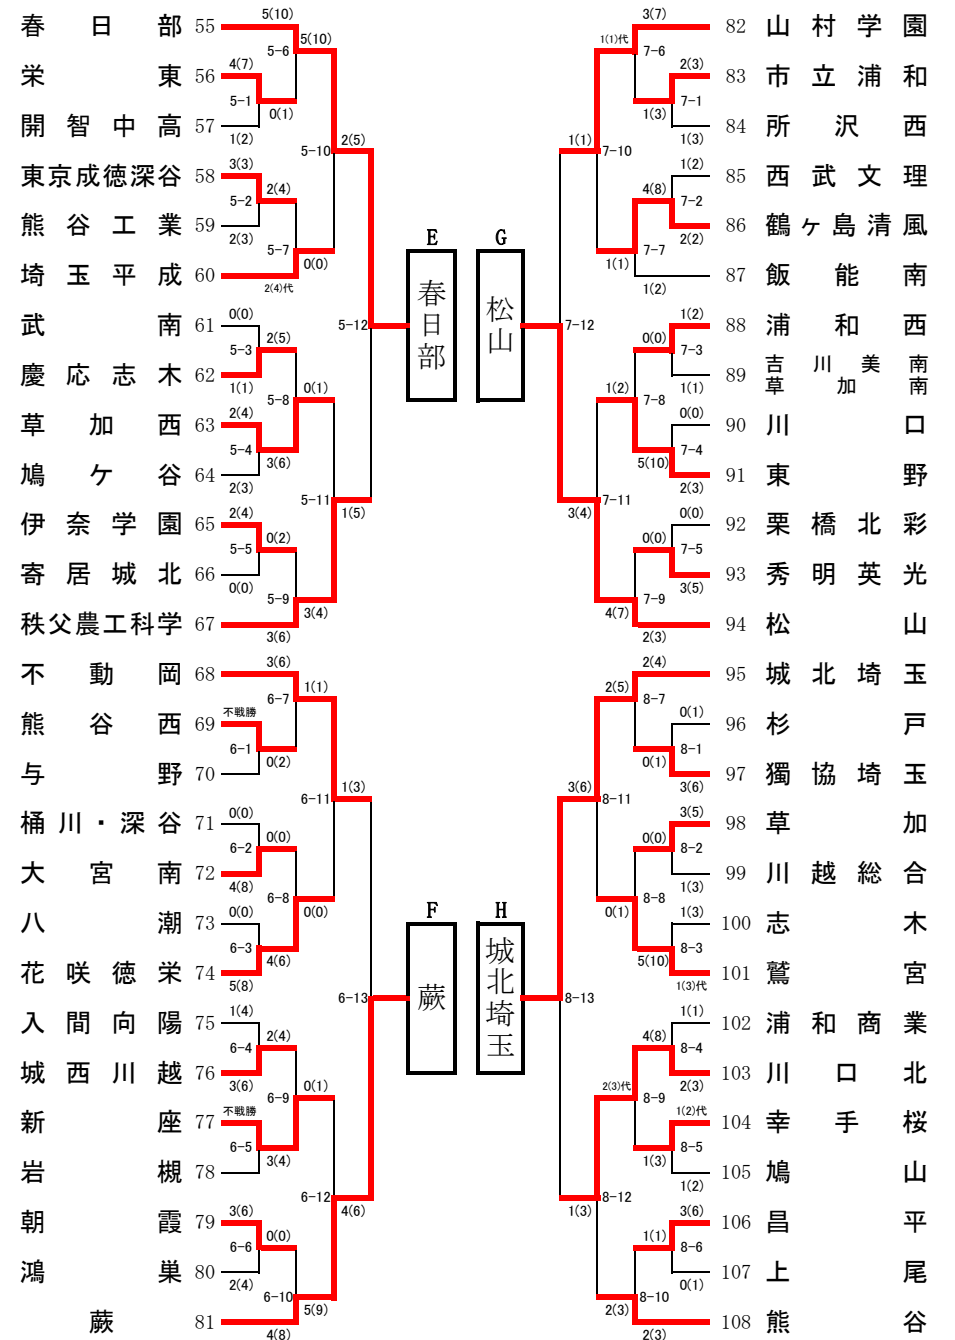 春日部 55 5(10)
5(10)
5-6
栄東 56 4(7)
5-1
0(1)
開智中高 57 1(2)
5-10 2(5)
東京成徳深谷 58 3(3)
2(4)
5-2
熊谷工業 59 2(3)
5-7
0(0)
埼玉平成 60 2(4)代
5-12
武南 61 0(0)
2(5)
5-3
慶応志木 62 1(1)
5-8 0(1)
草加西 63 2(4)
5-4
3(6)
鳩ケ谷 64 2(3)
5-11 1(5)
伊奈学園 65 2(4)
0(2)
5-5
寄居城北 66 0(0)
5-9 3(4)
秩父農工科学 67 3(6)
E
春日部
不動岡 68 3(6)
1(1)
6-7
熊谷西 69 不戦勝
6-1
0(2)
与野 70
6-11 1(3)
桶川・深谷 71 0(0)
0(0)
6-2
大宮南 72 4(8)
6-8 0(0)
八潮 73 0(0)
6-3
4(6)
花咲徳栄 74 5(8)
6-13
入間向陽 75 1(4)
2(4)
6-4
城西川越 76 3(6)
6-9 0(1)
新座 77 不戦勝
6-5
3(4)
岩槻 78
6-12 4(6)
朝霞 79 3(6)
0(0)
6-6
鴻巣 80 2(4)
6-10 5(9)
蕨 81 4(8)
F
蕨
3(7) 82 山村学園
1(1)代
7-6
2(3) 83 市立浦和
7-1
1(3)
1(3) 84 所沢西
1(1) 7-10
1(2) 85 西武文理
4(8)
7-2
2(2) 86 鶴ヶ島清風
7-7
1(1)
1(2) 87 飯能南
7-12
1(2) 88 浦和西
0(0)
7-3
1(1) 89 吉川美南
草加南
1(2) 7-8
0(0) 90 川口
7-4
5(10)
2(3) 91 東野
3(4) 7-11
0(0) 92 栗橋北彩
0(0)
7-5
3(5) 93 秀明英光
4(7) 7-9
2(3) 94 松山
G
松山
2(4) 95 城北埼玉
2(5)
8-7
0(1) 96 杉戸
8-1
0(1)
3(6) 97 獨協埼玉
3(6) 8-11
3(5) 98 草加
0(0)
8-2
1(3) 99 川越総合
8-8
0(1)
1(3) 100 志木
8-3
5(10)
1(3)代 101 鷲宮
8-13
1(1) 102 浦和商業
4(8)
8-4
2(3) 103 川口北
2(3)代 8-9
1(2)代 104 幸手桜
8-5
1(3)
1(2) 105 鳩山
1(3) 8-12
3(6) 106 昌平
1(1)
8-6
0(1) 107 上尾
2(3) 8-10
2(3) 108 熊谷
H
城北埼玉